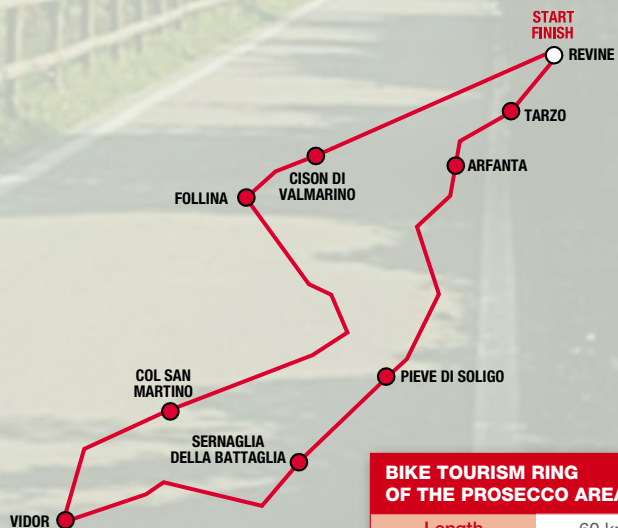 START
FINISH
REVINE
TARZO
ARFANTA
CISON DI
VALMARINO
FOLLINA
PIEVE DI SOLIGO
COL SAN
MARTINO
SERNAGLIA
DELLA BATTAGLIA
VIDOR
BIKE TOURISM RING
OF THE PROSECCO AREA